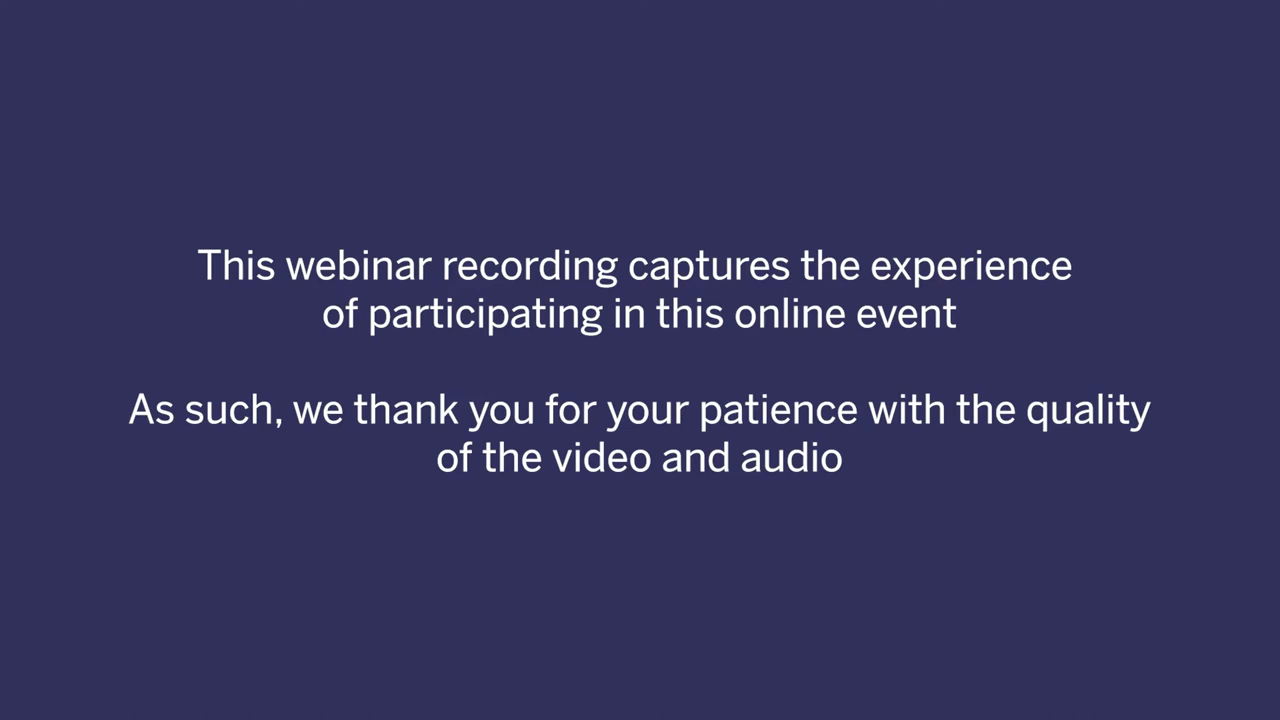 This webinar recording captures the experience
of participating in this online event
As such, we thank you for your patience with the quality
of the video and audio